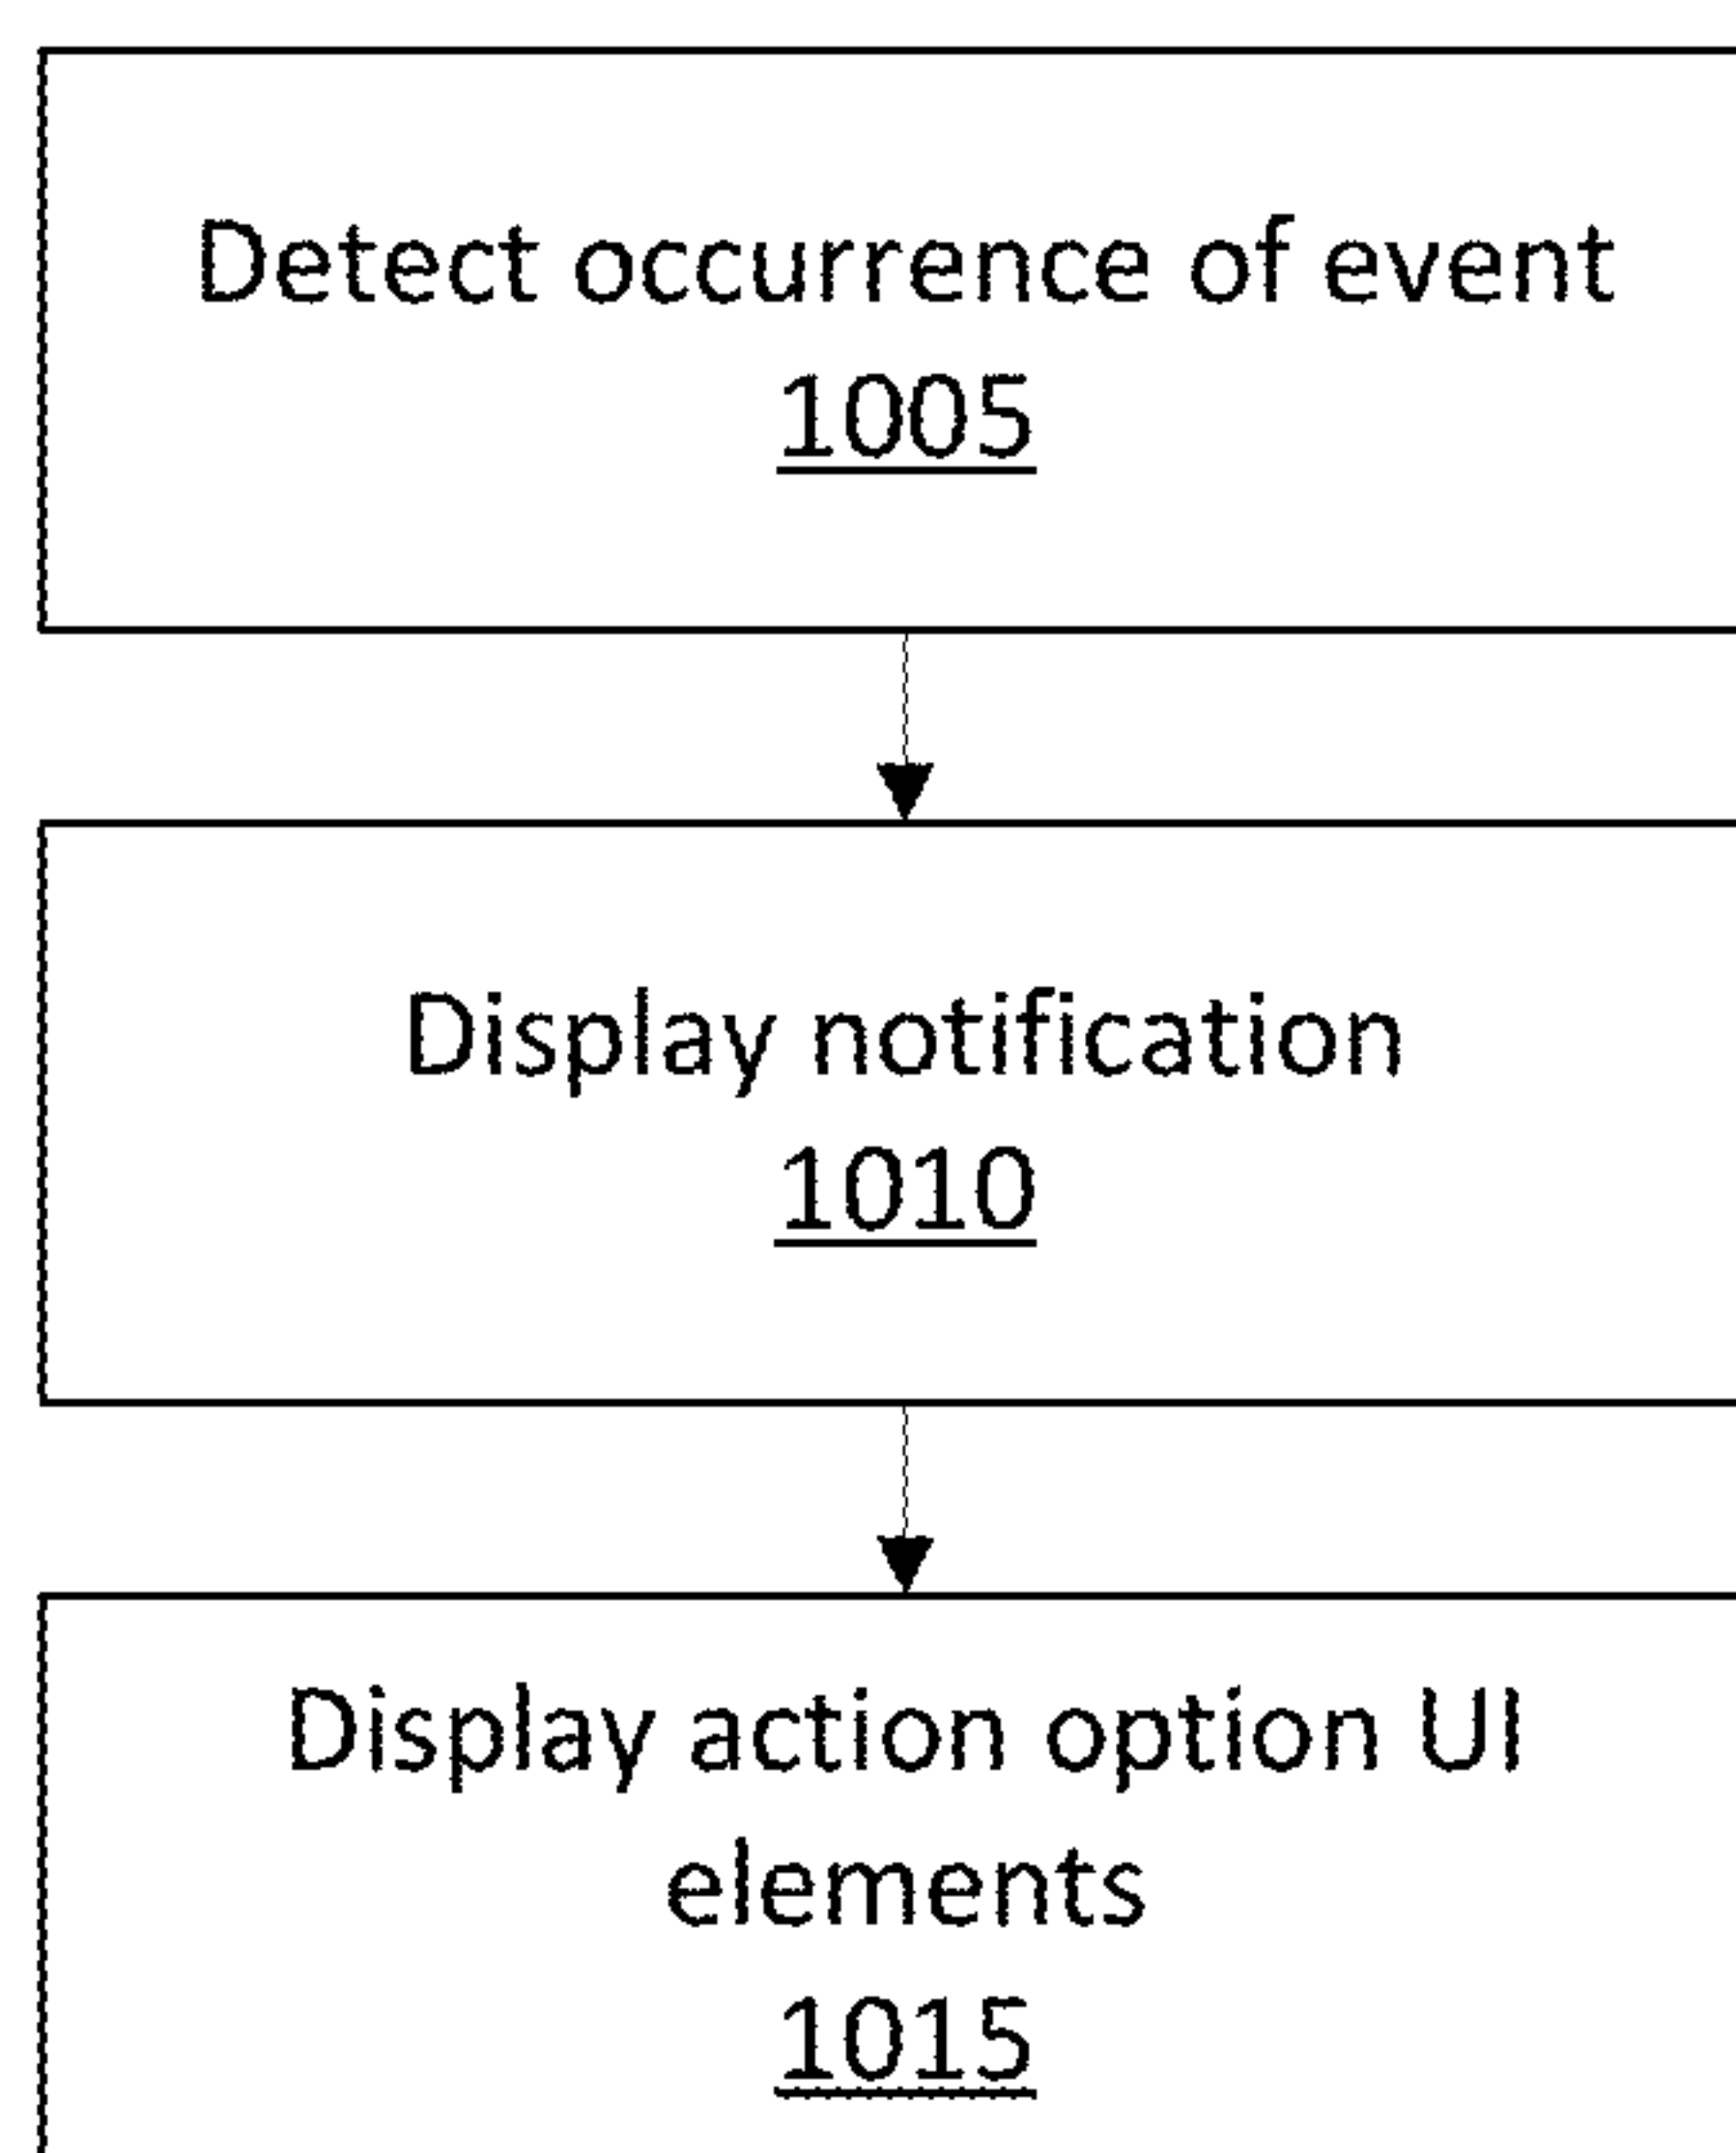 Detect occurrence of event
1005
Display notification
1010
Display action option UI
elements
1015